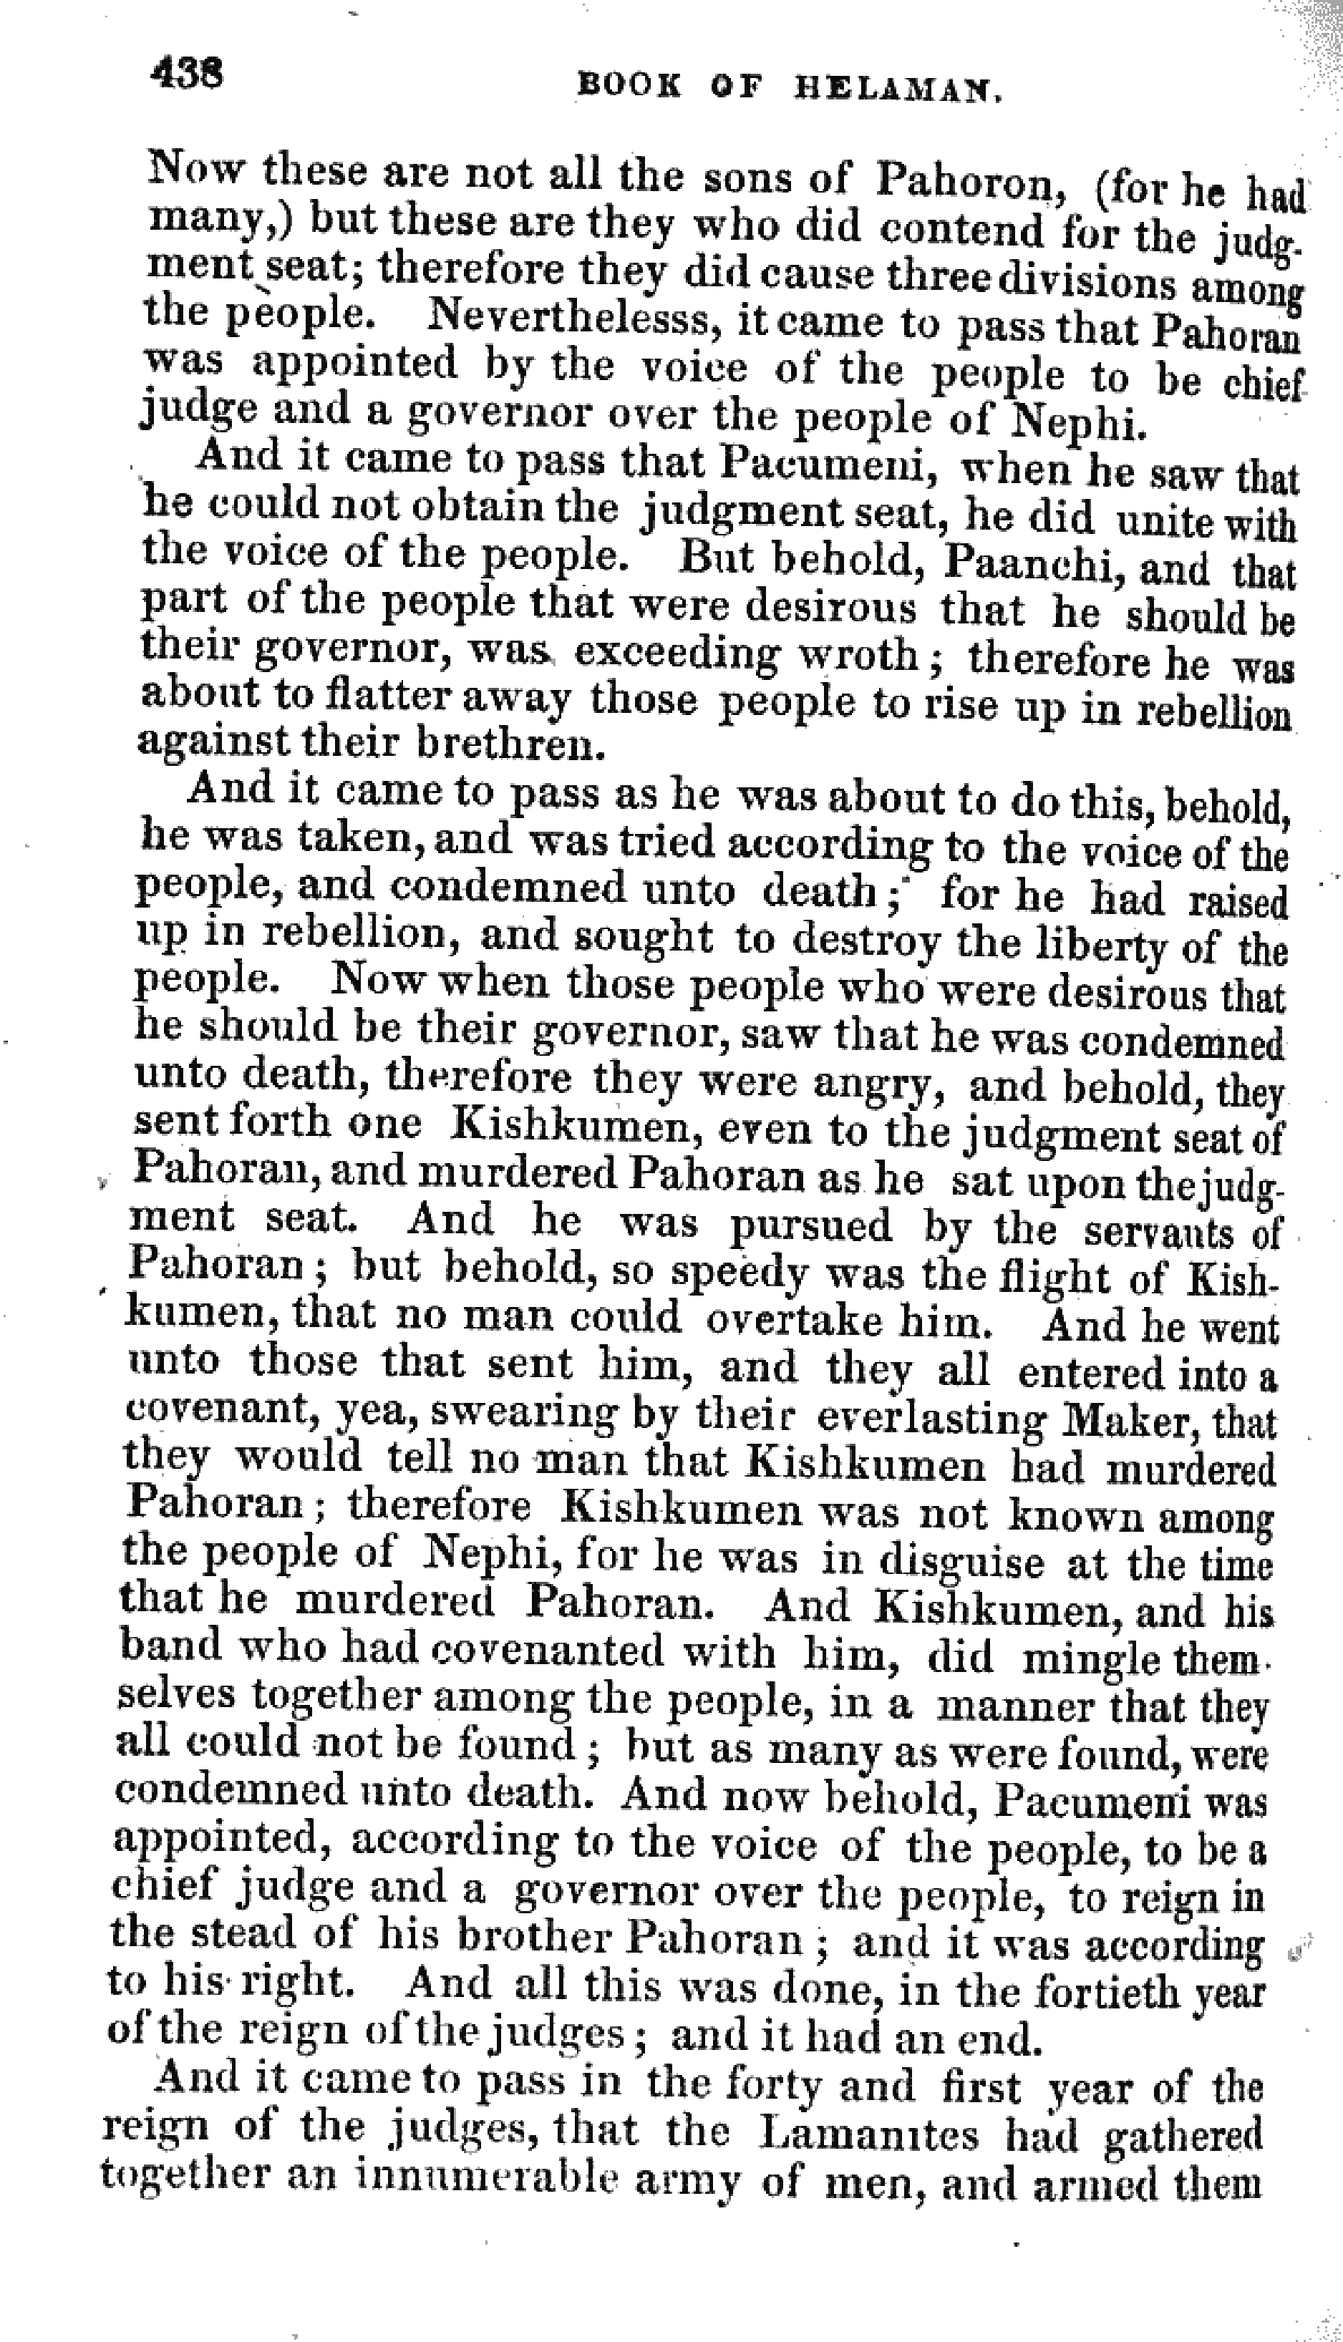 438
BOOK OF HELAMAN.
Now these are not all the sons of Pahoron, (for he had
many,) but these are they who did contend for the judg-
ment seat; therefore they did cause three divisions among
the people. Neverthelesss, it came to pass that Pahoran
was appointed by the voice of the people to be chief
judge and a governor over the people of Nephi.
And it came to pass that Pacumeni, when he saw that
he could not obtain the judgment seat, he did unite with
the voice of the people. But behold, Paanchi, and that
part of the people that were desirous that he should be
their governor, was exceeding wroth; therefore he was
about to flatter away those people to rise up in rebellion
against their brethren.
And it came to pass as he was about to do this, behold,
he was taken, and was tried according to the voice of the
people, and condemned unto death; for he had raised
up in rebellion, and sought to destroy the liberty of the
people. Now when those people who were desirous that
he should be their governor, saw that he was condemned
unto death, therefore they were angry, and behold, they
sent forth one Kishkumen, even to the judgment seat of
Pahoran, and murdered Pahoran as he sat upon the judg-
ment seat. And he was pursued by the servants of
Pahoran; but behold, so speedy was the flight of Kish-
kumen, that no man could overtake him. And he went
unto those that sent him, and they all entered into a
covenant, yea, swearing by their everlasting Maker, that
they would tell no man that Kishkumen had murdered
Pahoran; therefore Kishkumen was not known among
the people of Nephi, for he was in disguise at the time
that he murdered Pahoran. And Kishkumen, and his
band who had covenanted with him, did mingle them-
selves together among the people, in a manner that they
all could not be found; but as many as were found, were
condemned unto death. And now behold, Pacumeni was
appointed, according to the voice of the people, to be a
chief judge and a governor over the people, to reign in
the stead of his brother Pahoran; and it was according
to his right. And all this was done, in the fortieth year
of the reign of the judges; and it had an end.
And it came to pass in the forty and first year of the
reign of the judges, that the Lamanites had gathered
together an innumerable army of men, and armed them